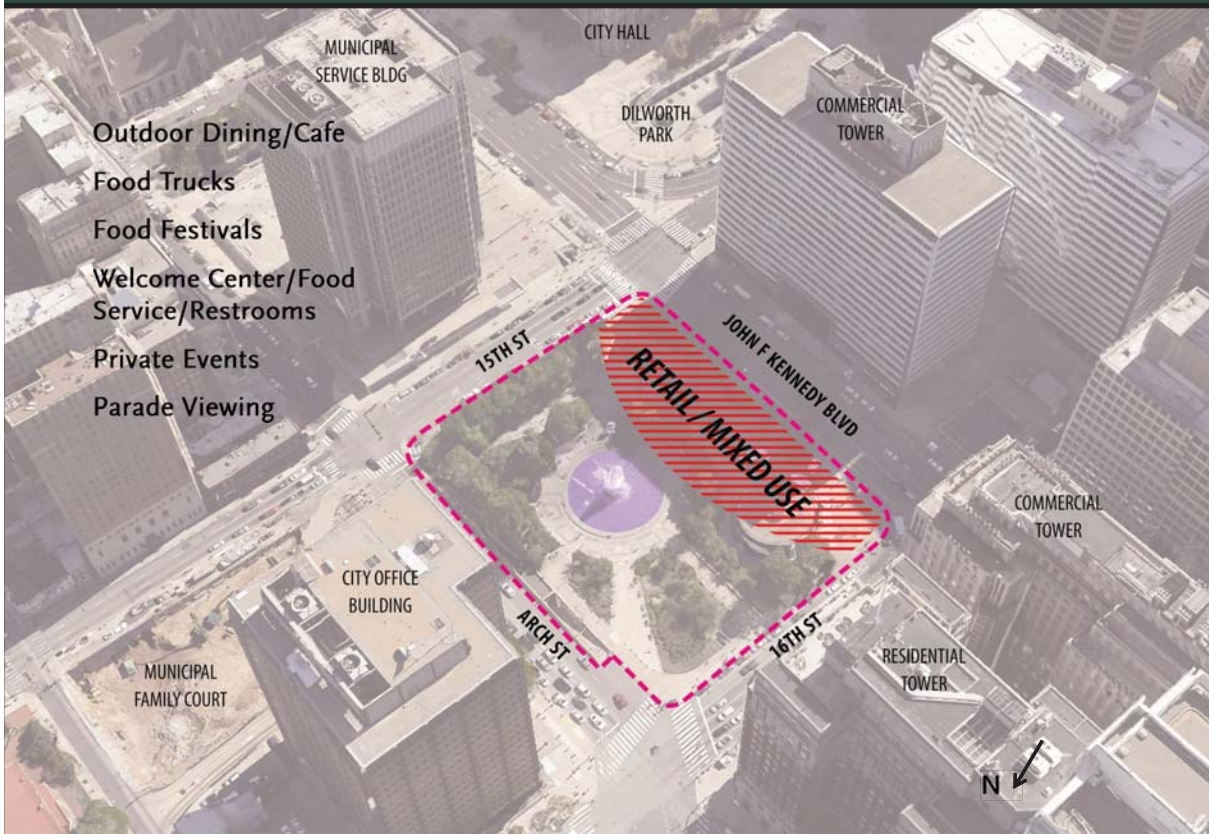 CITY HALL
MUNICIPAL
SERVICE BLDG
DILWORTH
PARK
COMMERCIAL
TOWER
Outdoor Dining/Cafe
Food Trucks
Food Festivals
Welcome Center/Food
Service/Restrooms
Private Events
Parade Viewing
15TH ST
JOHN F KENNEDY BLVD
RETAIL / MIXED USE
COMMERCIAL
TOWER
CITY OFFICE
BUILDING
ARCH ST
16TH ST
RESIDENTIAL
TOWER
MUNICIPAL
FAMILY COURT
N